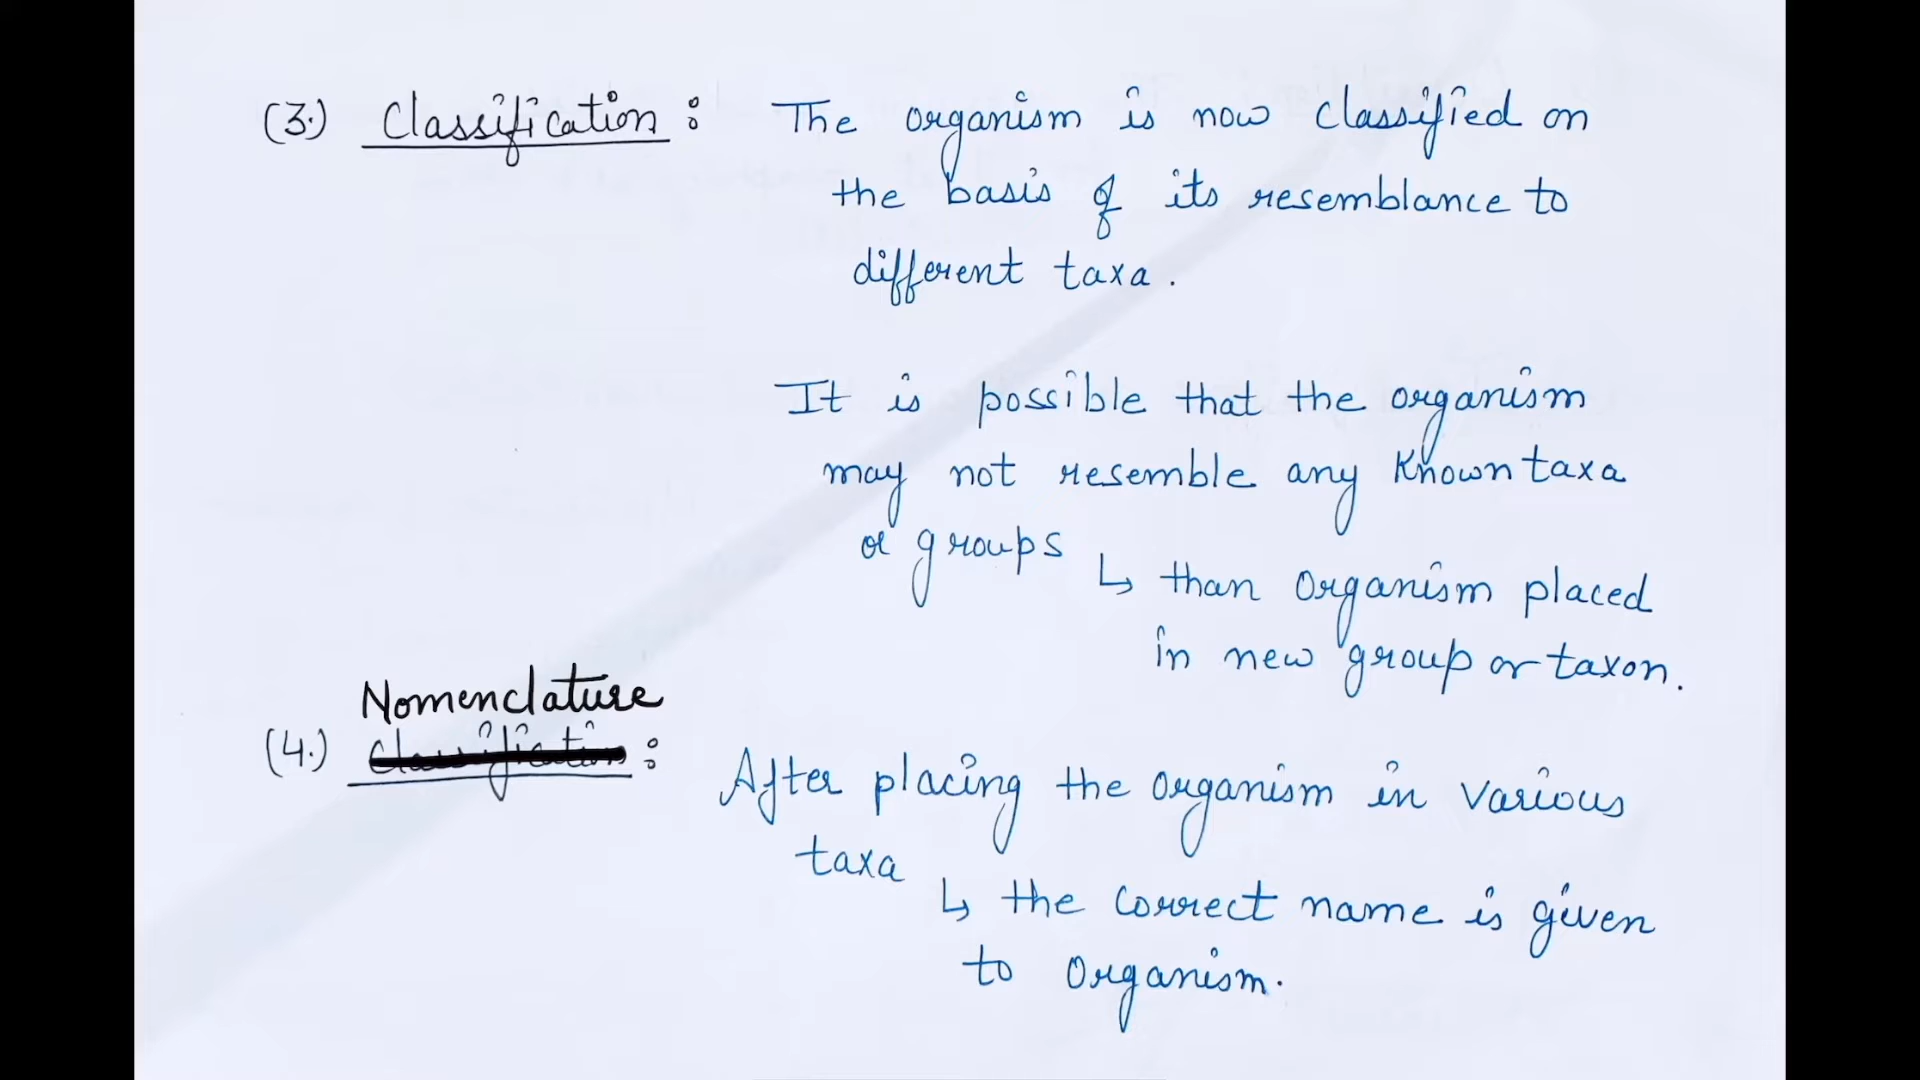 (3.) Classification : The organism is now classified on
the basis of its resemblance to
different taxa.
It is possible that the organism
may not resemble any known taxa
or groups
↳ than organism placed
in new group or taxon.
Nomenclature
(4.) Classification :
After placing the organism in various
taxa
↳ the correct name is given
to organism.